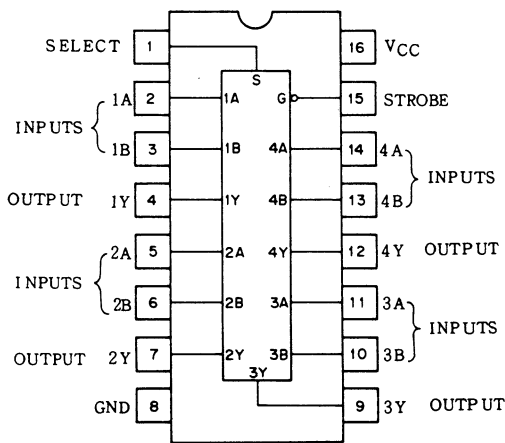 SELECT 1 16 VCC
S
1A 2 1A G 15 STROBE
INPUTS
1B 3 1B 4A 14 4A
INPUTS
OUTPUT 1Y 4 1Y 4B 13 4B
2A 5 2A 4Y 12 4Y OUTPUT
INPUTS
2B 6 2B 3A 11 3A
INPUTS
OUTPUT 2Y 7 2Y 3B 10 3B
3Y
GND 8 9 3Y OUTPUT